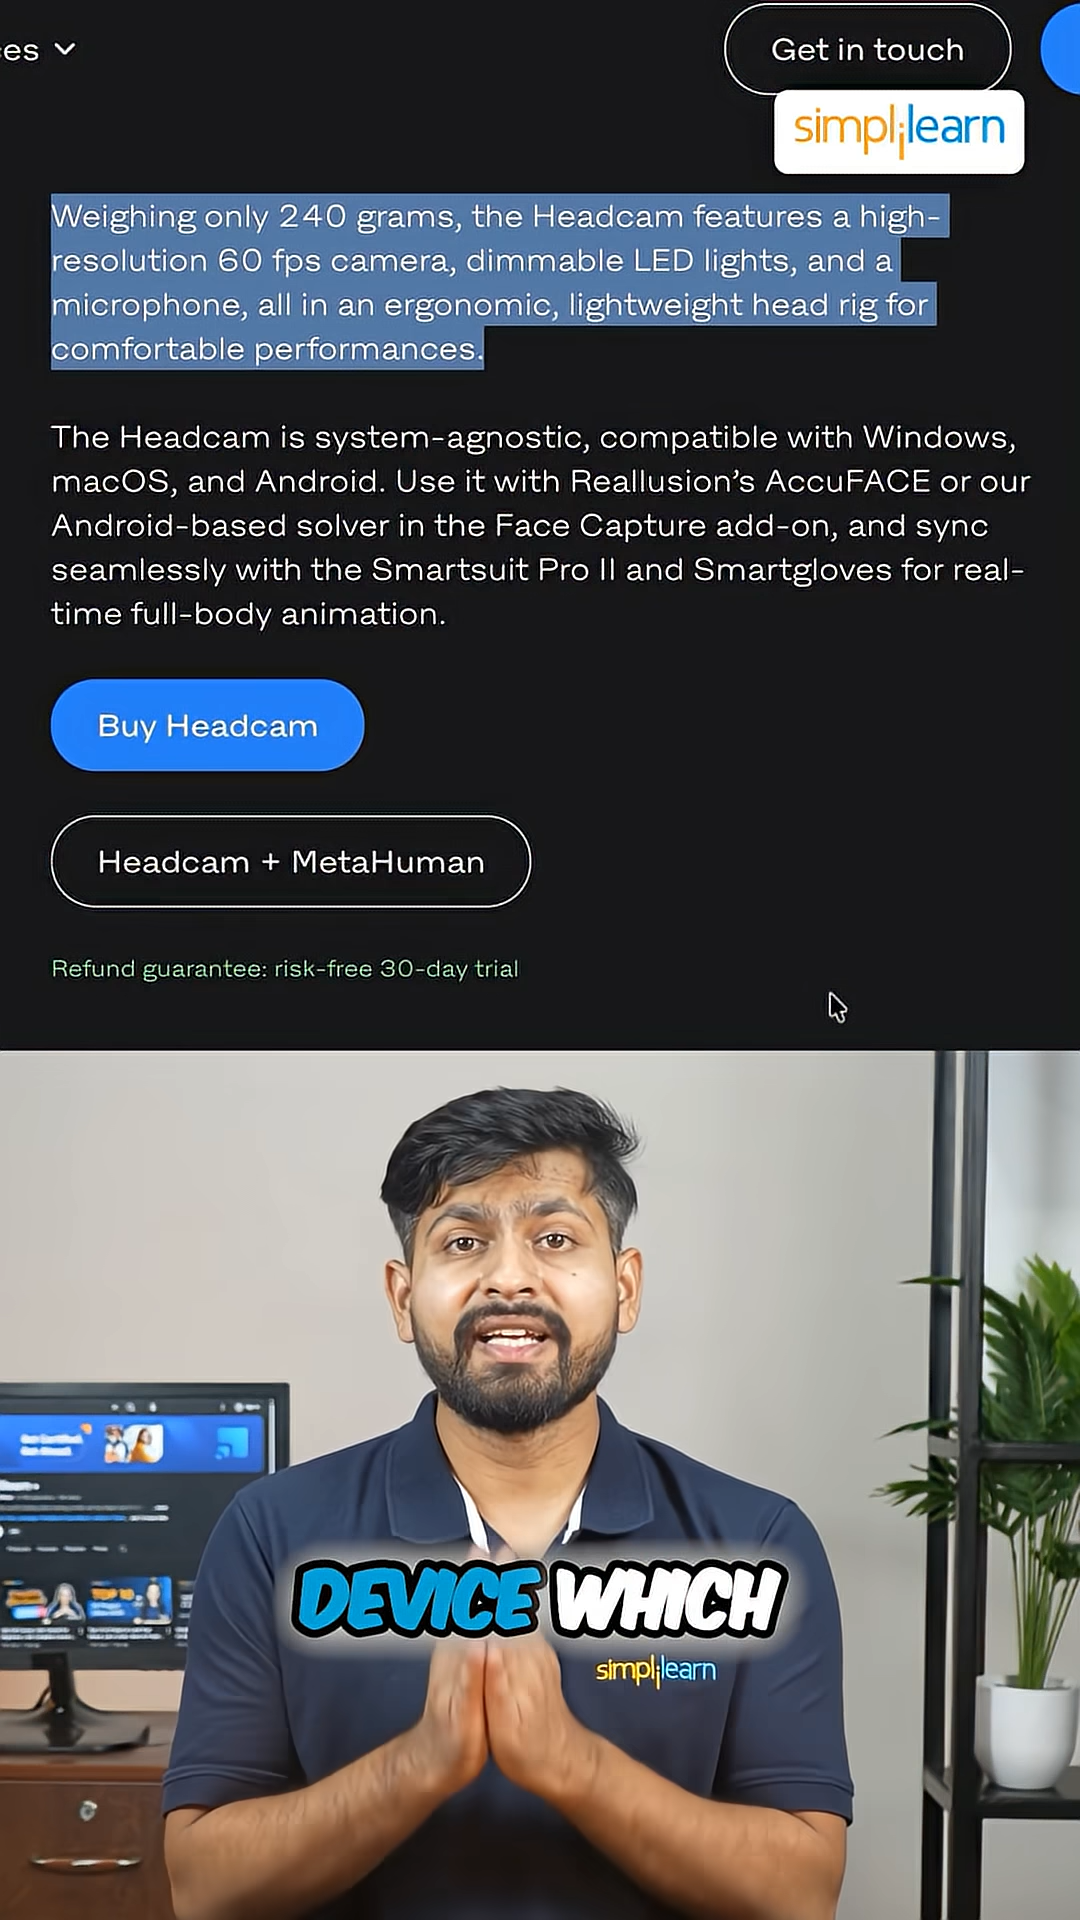 ces
Get in touch
simplilearn
Weighing only 240 grams, the Headcam features a high-
resolution 60 fps camera, dimmable LED lights, and a
microphone, all in an ergonomic, lightweight head rig for
comfortable performances.
The Headcam is system-agnostic, compatible with Windows,
macOS, and Android. Use it with Reallusion’s AccuFACE or our
Android-based solver in the Face Capture add-on, and sync
seamlessly with the Smartsuit Pro II and Smartgloves for real-
time full-body animation.
Buy Headcam
Headcam + MetaHuman
Refund guarantee: risk-free 30-day trial
DEVICE WHICH
simplilearn
TOP 10